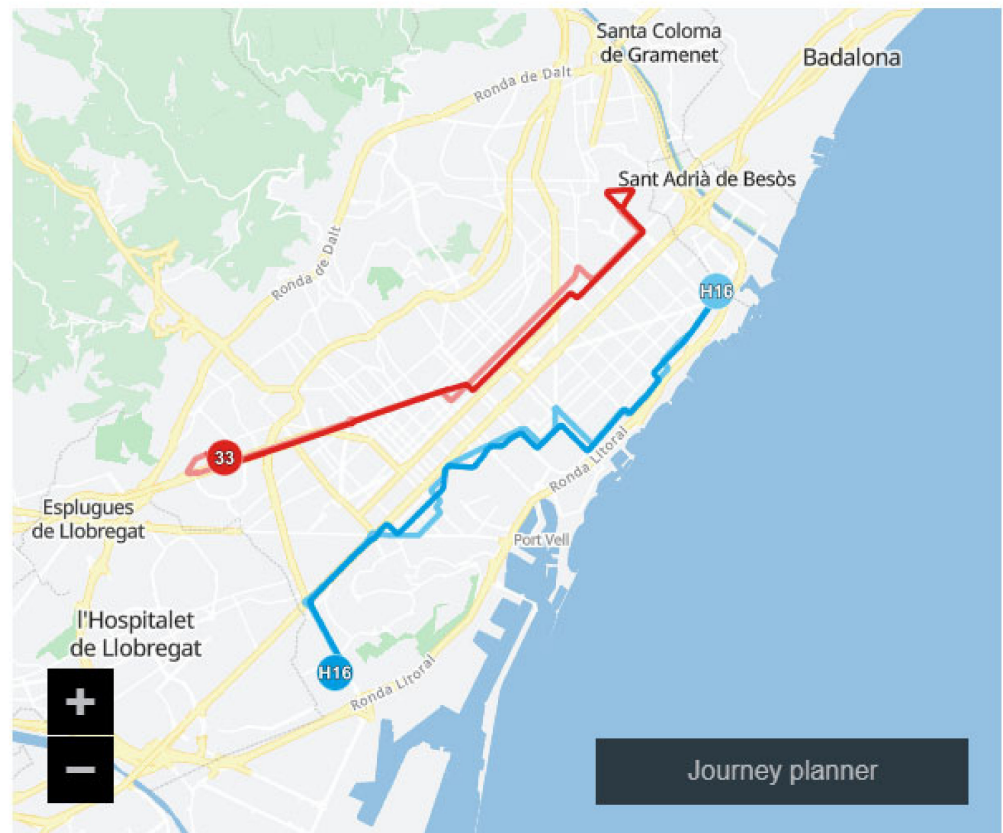 Santa Coloma
de Gramenet
Badalona
Ronda de Dalt
Sant Adrià de Besòs
Ronda de Dalt
H16
33
Ronda Litoral
Esplugues
de Llobregat
Port Vell
l'Hospitalet
de Llobregat
H16
Ronda Litoral
+
−
Journey planner